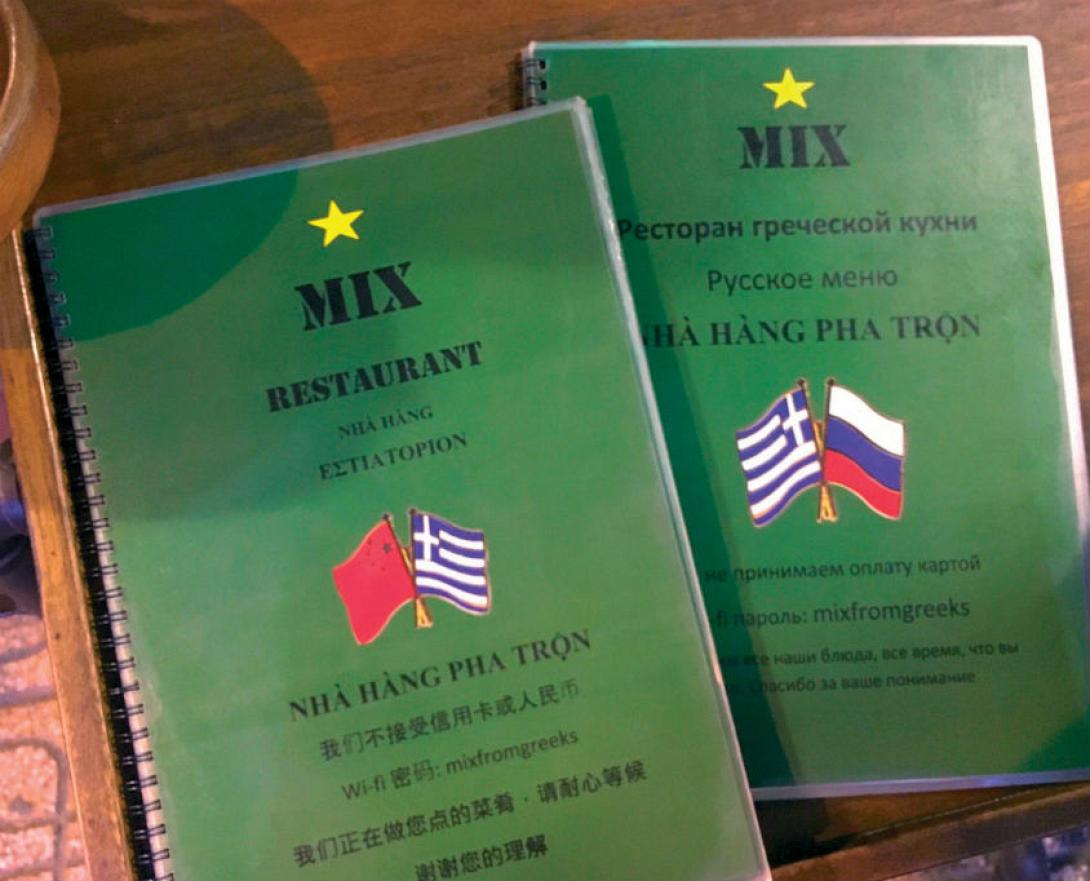 MIX
RESTAURANT
NHÀ HÀNG
ΕΣΤΙΑΤΟΡΙΟΝ
NHÀ HÀNG PHA TRỘN
我们不接受信用卡或人民币
Wi-fi 密码: mixfromgreeks
我们正在做您点的菜肴，请耐心等候
谢谢您的理解
MIX
Ресторан греческой кухни
Русское меню
NHÀ HÀNG PHA TRỘN
не принимаем оплату картой
-fi пароль: mixfromgreeks
все наши блюда, все время, что вы
Спасибо за ваше понимание